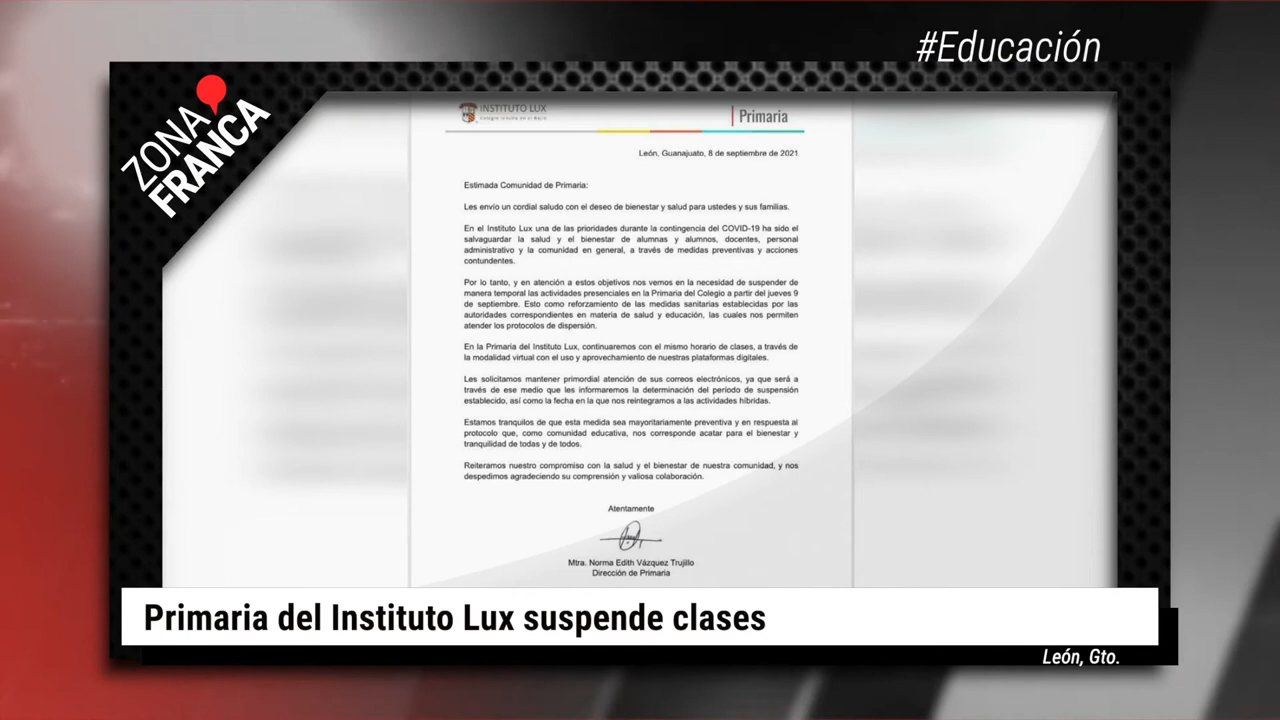 #Educación
ZONA
FRANCA
INSTITUTO LUX
Colegio Jesuita en el Bajío
Primaria
León, Guanajuato, 8 de septiembre de 2021
Estimada Comunidad de Primaria:
Les envío un cordial saludo con el deseo de bienestar y salud para ustedes y sus familias.
En el Instituto Lux una de las prioridades durante la contingencia del COVID-19 ha sido el
salvaguardar la salud y el bienestar de alumnas y alumnos, docentes, personal
administrativo y la comunidad en general, a través de medidas preventivas y acciones
contundentes.
Por lo tanto, y en atención a estos objetivos nos vemos en la necesidad de suspender de
manera temporal las actividades presenciales en la Primaria del Colegio a partir del jueves 9
de septiembre. Esto como reforzamiento de las medidas sanitarias establecidas por las
autoridades correspondientes en materia de salud y educación, las cuales nos permiten
atender los protocolos de dispersión.
En la Primaria del Instituto Lux, continuaremos con el mismo horario de clases, a través de
la modalidad virtual con el uso y aprovechamiento de nuestras plataformas digitales.
Les solicitamos mantener primordial atención de sus correos electrónicos, ya que será a
través de ese medio que les informaremos la determinación del período de suspensión
establecido, así como la fecha en la que nos reintegramos a las actividades híbridas.
Estamos tranquilos de que esta medida sea mayoritariamente preventiva y en respuesta al
protocolo que, como comunidad educativa, nos corresponde acatar para el bienestar y
tranquilidad de todas y de todos.
Reiteramos nuestro compromiso con la salud y el bienestar de nuestra comunidad, y nos
despedimos agradeciendo su comprensión y valiosa colaboración.
Atentamente
Mtra. Norma Edith Vázquez Trujillo
Dirección de Primaria
Primaria del Instituto Lux suspende clases
León, Gto.